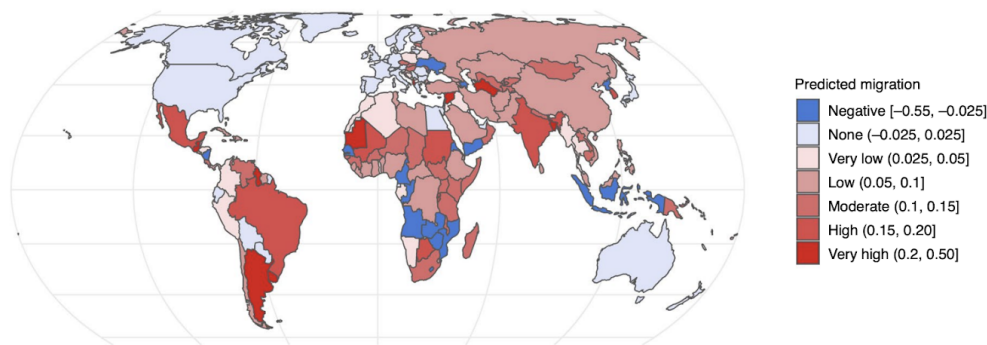 Predicted migration
Negative [–0.55, –0.025]
None (–0.025, 0.025]
Very low (0.025, 0.05]
Low (0.05, 0.1]
Moderate (0.1, 0.15]
High (0.15, 0.20]
Very high (0.2, 0.50]